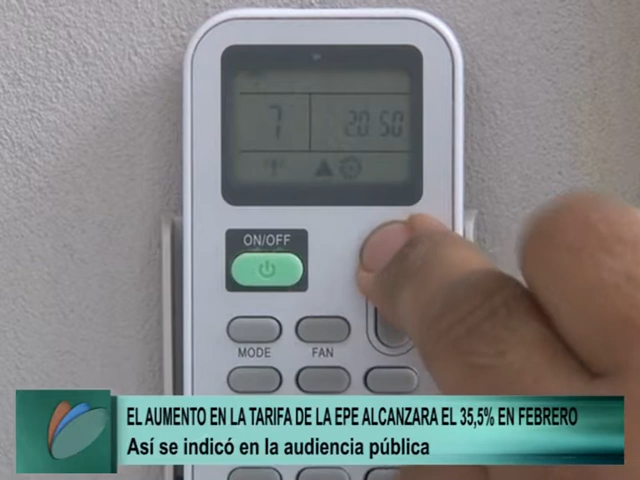 7 20 50
ON/OFF
MODE FAN
EL AUMENTO EN LA TARIFA DE LA EPE ALCANZARA EL 35,5% EN FEBRERO
Así se indicó en la audiencia pública